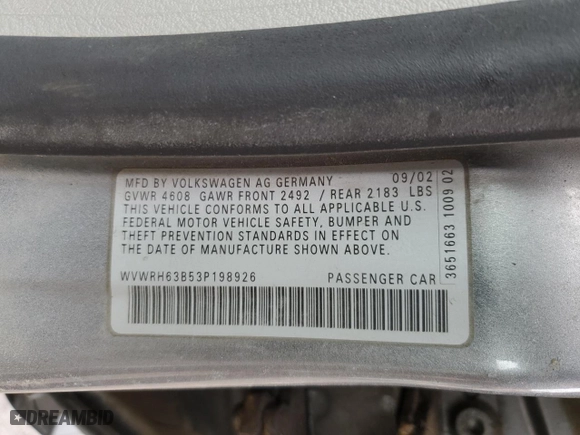 MFD BY VOLKSWAGEN AG GERMANY 09/02
GVWR 4608 GAWR FRONT 2492 / REAR 2183 LBS
THIS VEHICLE CONFORMS TO ALL APPLICABLE U.S.
FEDERAL MOTOR VEHICLE SAFETY, BUMPER AND
THEFT PREVENTION STANDARDS IN EFFECT ON
THE DATE OF MANUFACTURE SHOWN ABOVE.
WVWRH63B53P198926 PASSENGER CAR
3651663 1009 02
DREAMBID